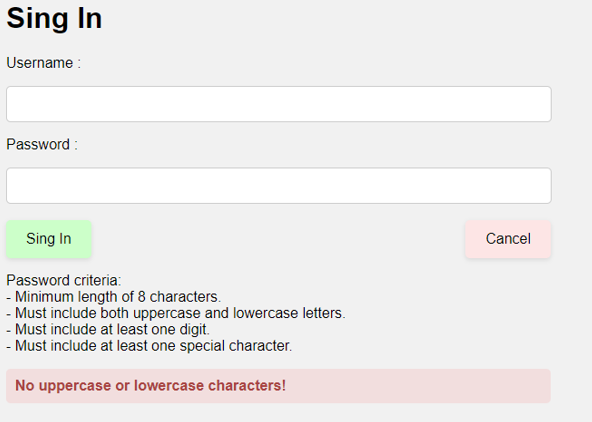 Sing In
Username :
Password :
Sing In
Cancel
Password criteria:
- Minimum length of 8 characters.
- Must include both uppercase and lowercase letters.
- Must include at least one digit.
- Must include at least one special character.
No uppercase or lowercase characters!